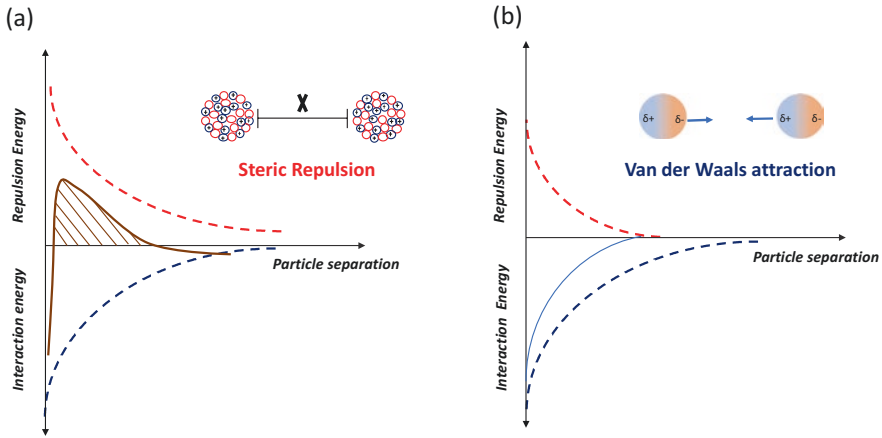 (a)
Repulsion Energy
Interaction energy
X
Steric Repulsion
Particle separation
(b)
Repulsion Energy
Interaction Energy
δ+ δ-
δ+ δ-
Van der Waals attraction
Particle separation